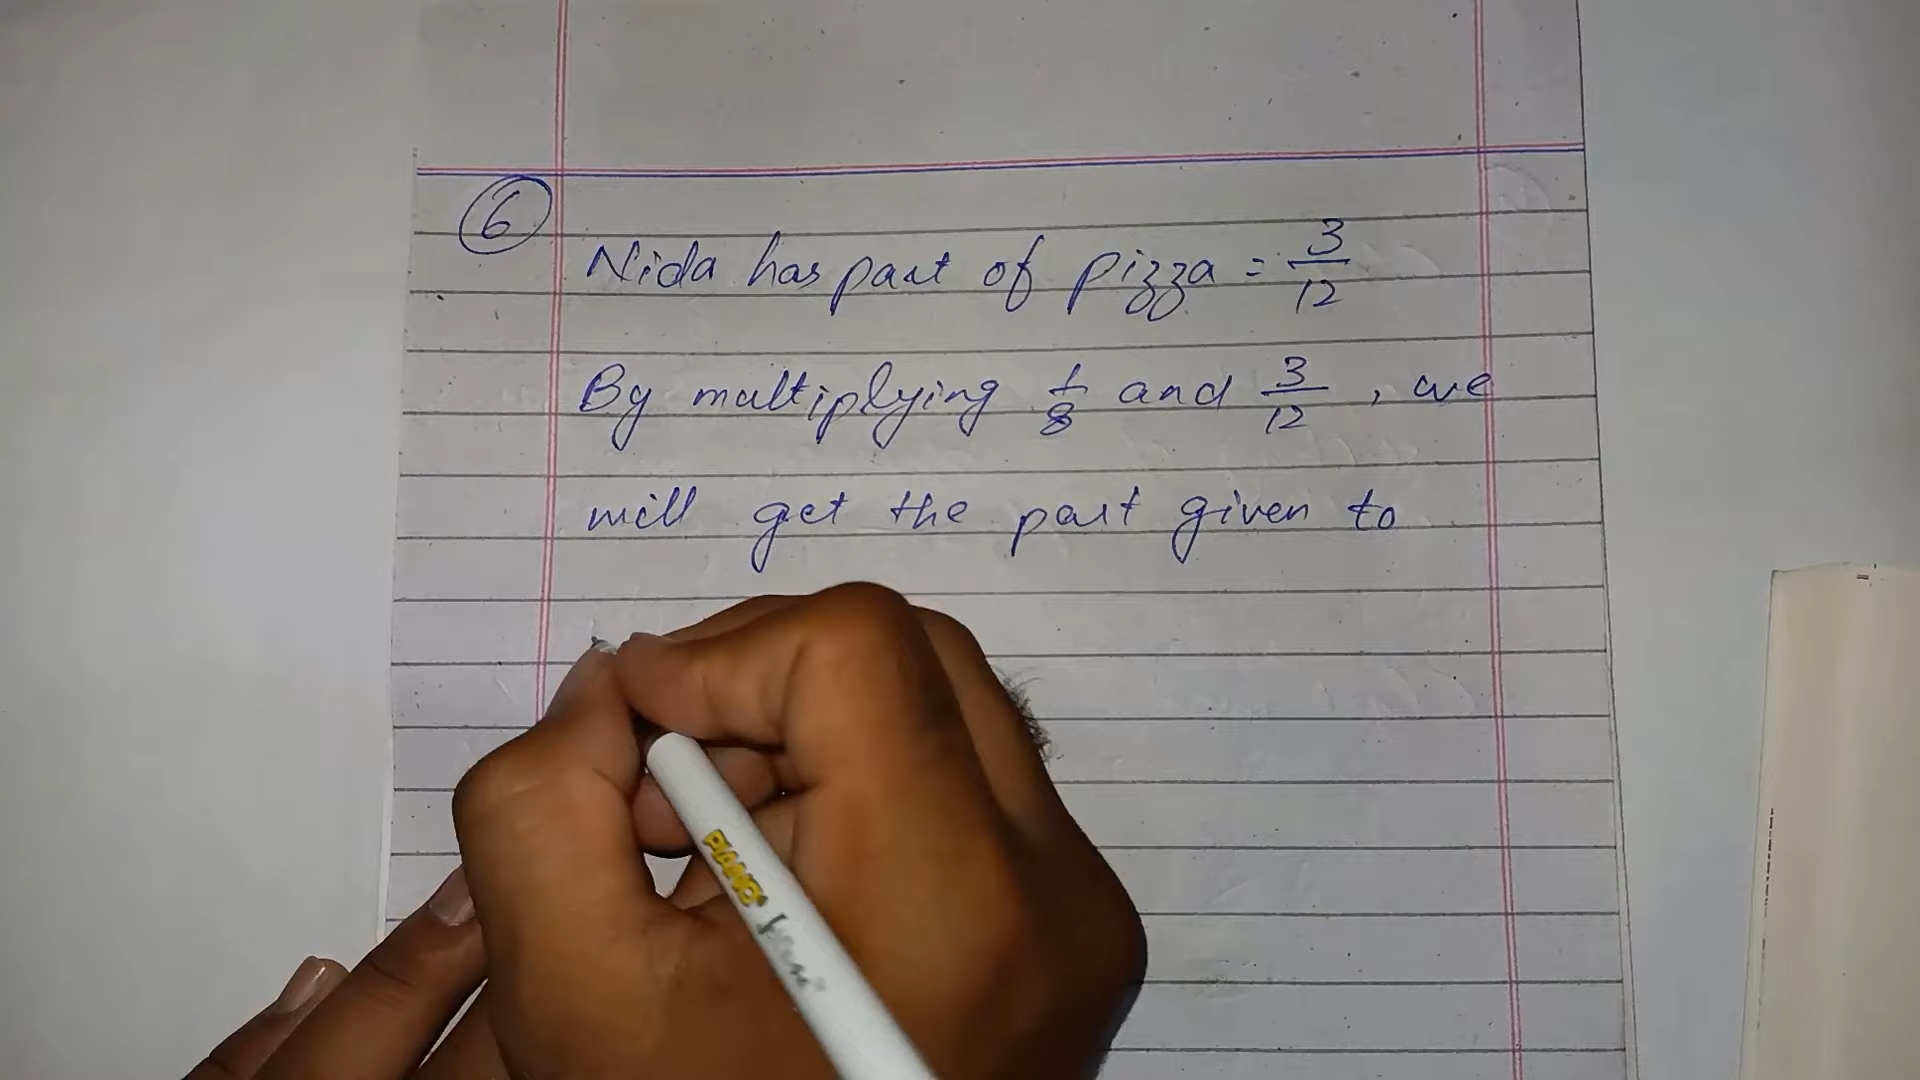 6
Nida has part of pizza = 3/12
By multiplying 1/8 and 3/12, we
will get the part given to
PIANO